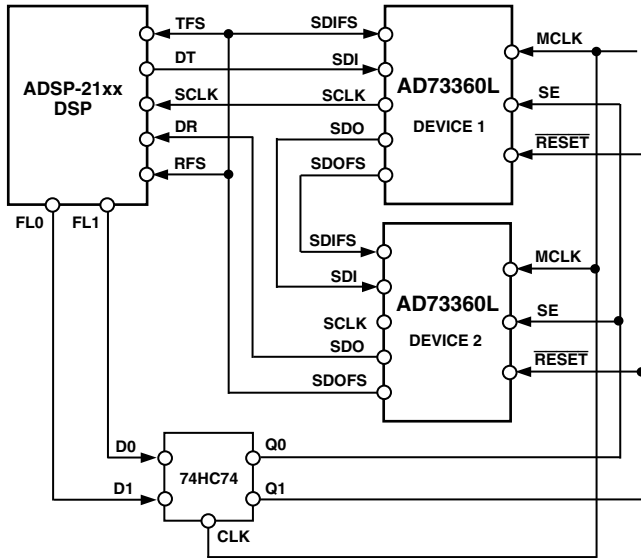 ADSP-21xx
DSP
TFS
DT
SCLK
DR
RFS
FL0
FL1
SDIFS
SDI
SCLK
SDO
SDOFS
AD73360L
DEVICE 1
MCLK
SE
RESET
SDIFS
SDI
SCLK
SDO
SDOFS
AD73360L
DEVICE 2
MCLK
SE
RESET
D0
D1
74HC74
Q0
Q1
CLK